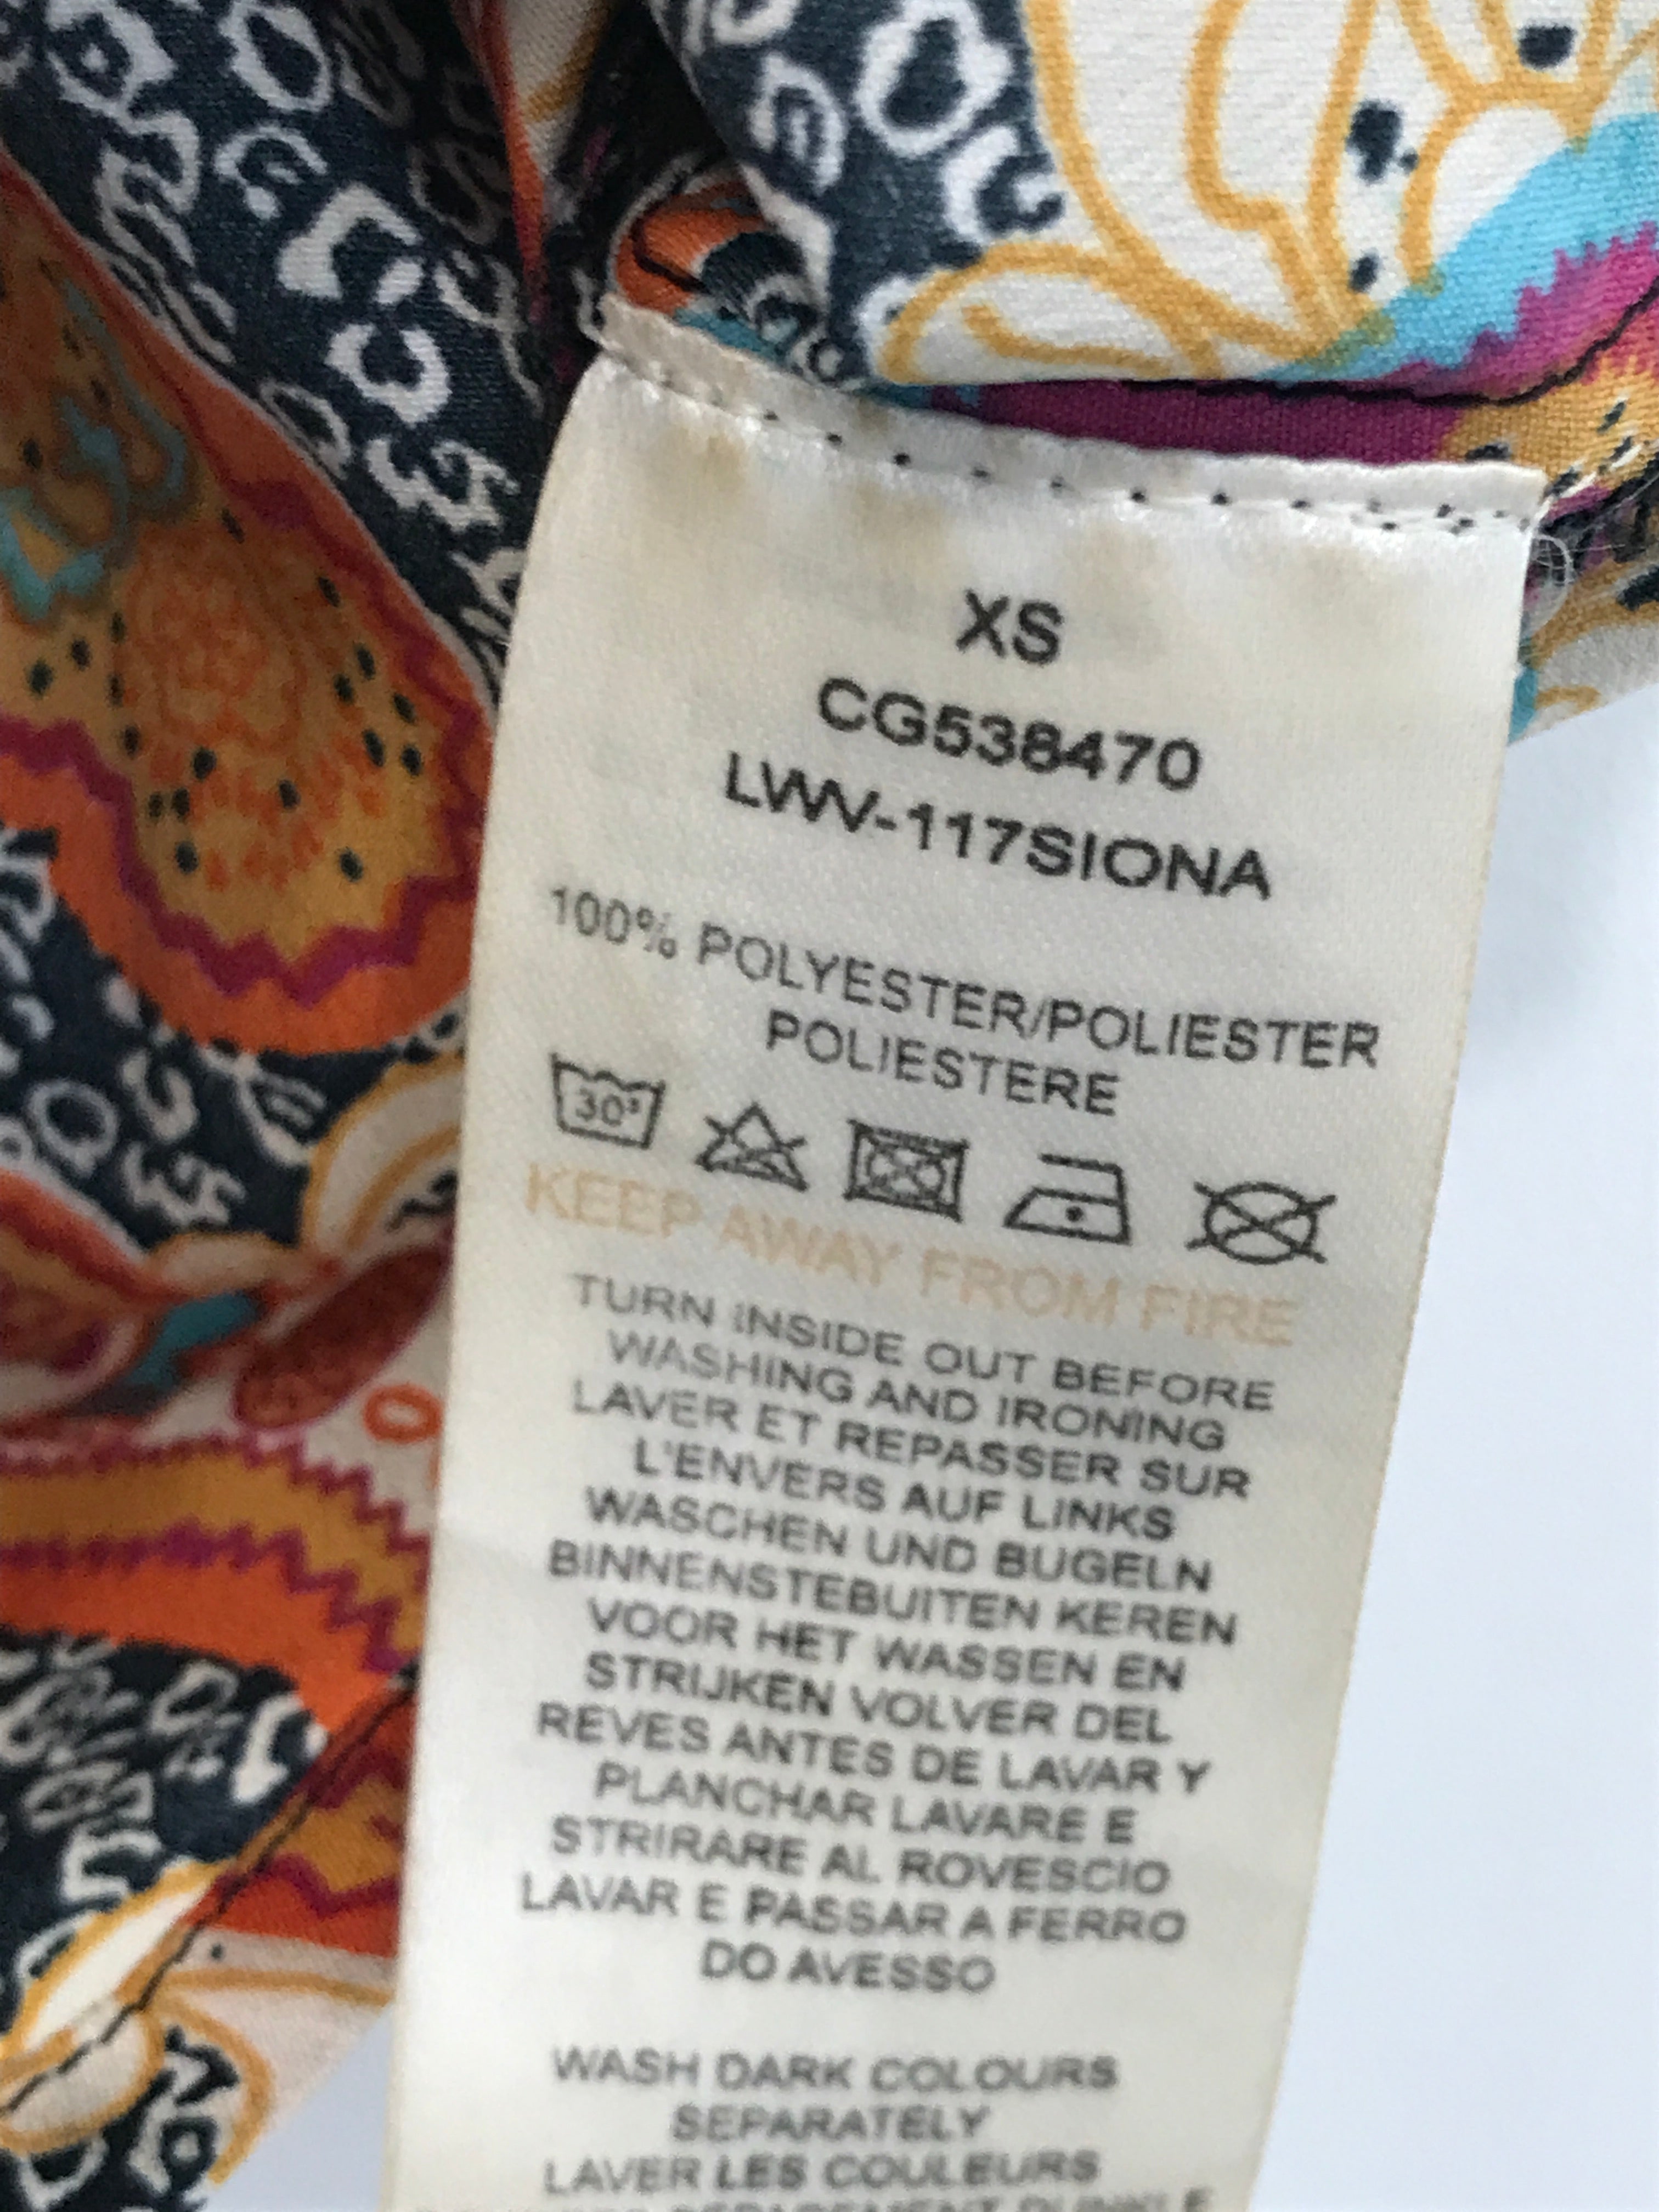 XS
CG538470
LWV-117SIONA
100% POLYESTER/POLIESTER
POLIESTERE
30°
KEEP AWAY FROM FIRE
TURN INSIDE OUT BEFORE
WASHING AND IRONING
LAVER ET REPASSER SUR
L'ENVERS AUF LINKS
WASCHEN UND BUGELN
BINNENSTEBUITEN KEREN
VOOR HET WASSEN EN
STRIJKEN VOLVER DEL
REVES ANTES DE LAVAR Y
PLANCHAR LAVARE E
STRIRARE AL ROVESCIO
LAVAR E PASSAR A FERRO
DO AVESSO
WASH DARK COLOURS
SEPARATELY
LAVER LES COULEURS